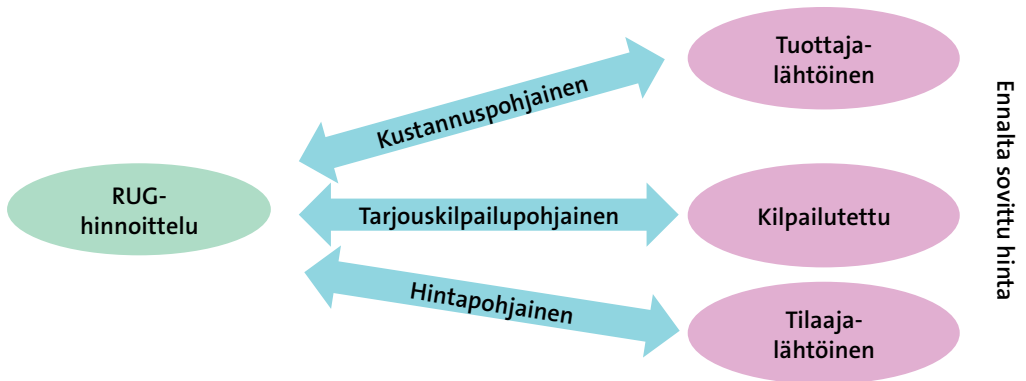 RUG-
hinnoittelu
Kustannuspohjainen
Tarjouskilpailupohjainen
Hintapohjainen
Tuottaja-
lähtöinen
Kilpailutettu
Tilaaja-
lähtöinen
Ennalta sovittu hinta